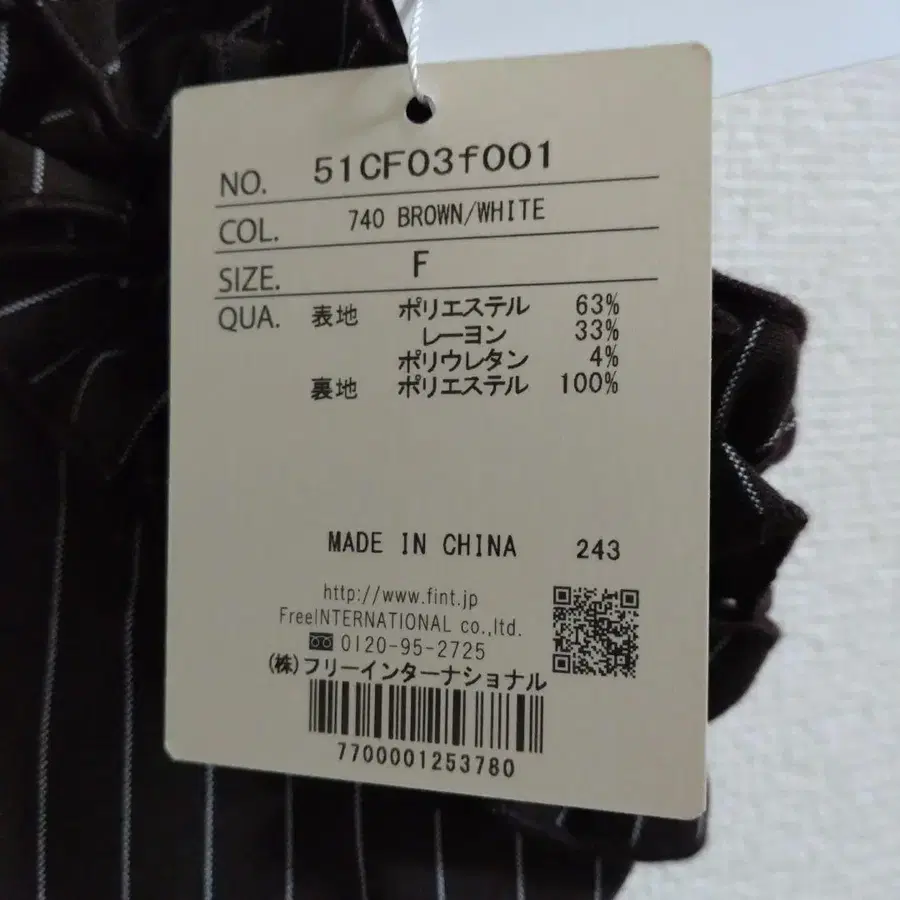 NO. 51CF03f001
COL. 740 BROWN/WHITE
SIZE. F
QUA. 表地 ポリエステル 63%
レーヨン 33%
ポリウレタン 4%
裏地 ポリエステル 100%
MADE IN CHINA 243
http://www.fint.jp
FreeINTERNATIONAL co.,ltd.
0120-95-2725
(株)フリーインターナショナル
7700001253780